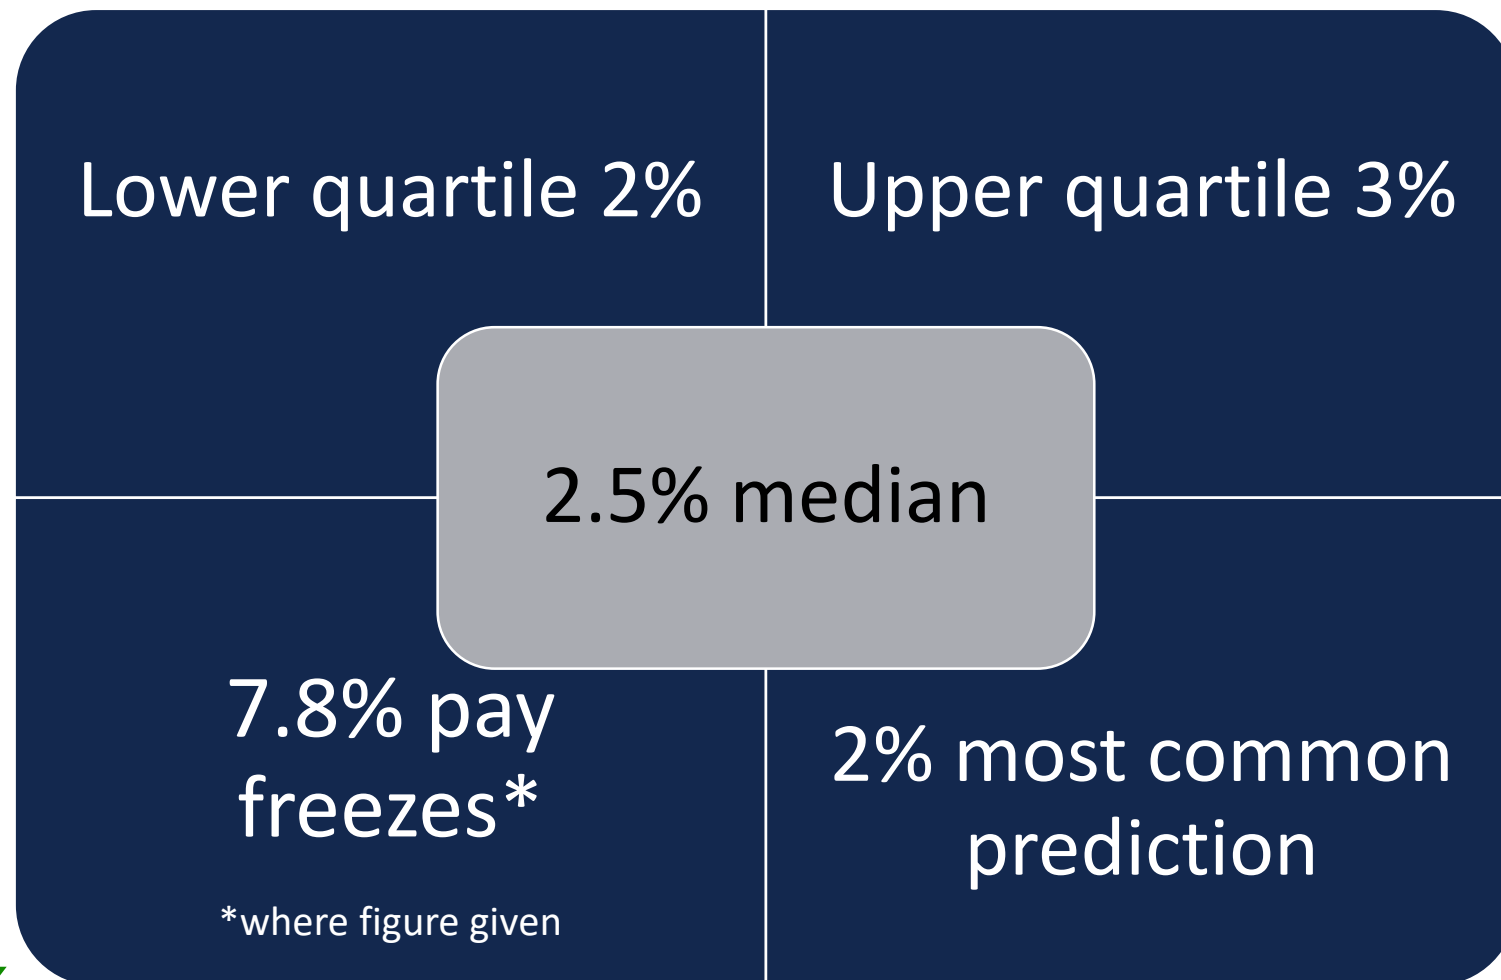 Lower quartile 2%
Upper quartile 3%
2.5% median
7.8% pay
freezes*
*where figure given
2% most common
prediction